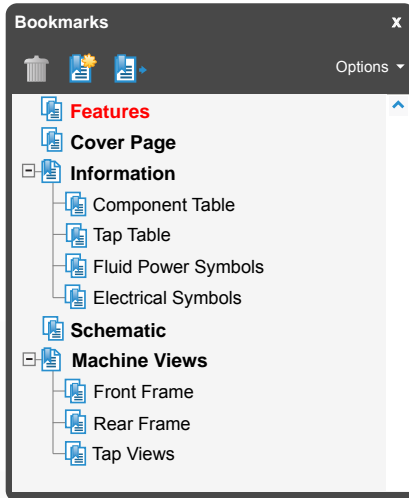 Bookmarks x
Options
Features
Cover Page
Information
Component Table
Tap Table
Fluid Power Symbols
Electrical Symbols
Schematic
Machine Views
Front Frame
Rear Frame
Tap Views